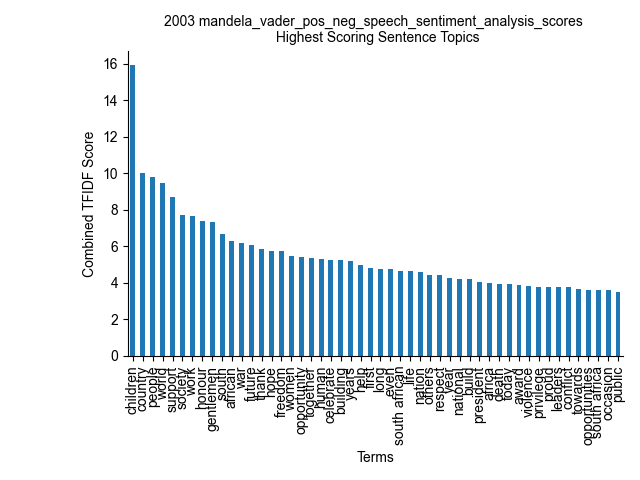 2003 mandela_vader_pos_neg_speech_sentiment_analysis_scores
Highest Scoring Sentence Topics
Combined TFIDF Score
16
14
12
10
8
6
4
2
0
children
country
people
world
support
society
work
honour
gentlemen
south
african
war
future
thank
hope
freedom
women
opportunity
together
human
celebrate
building
years
help
first
long
even
south african
life
nation
others
respect
year
national
build
president
africa
death
today
award
violence
privilege
proud
leaders
conflict
towards
opportunities
south africa
occasion
public
Terms